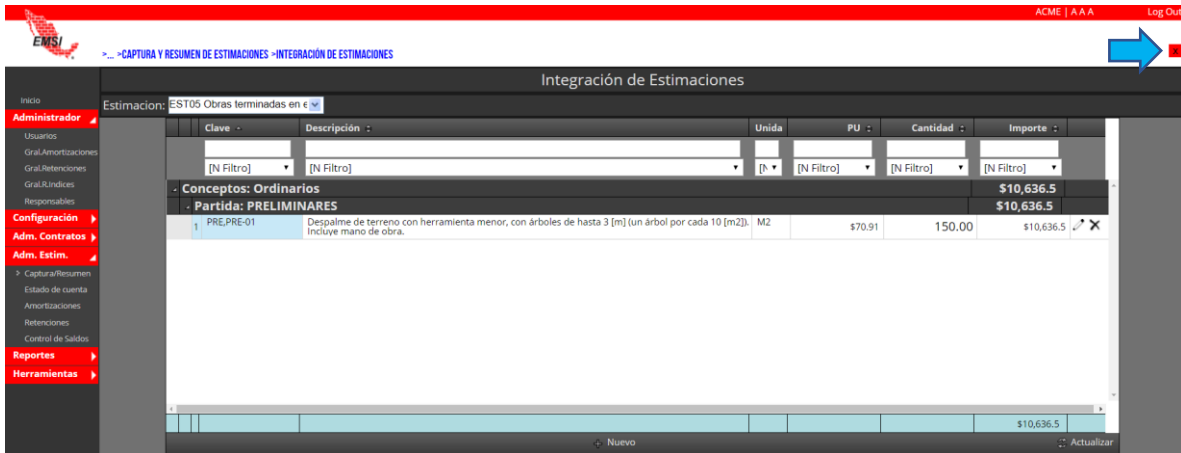 ACME | A A A Log Out
EMSI
>... >CAPTURA Y RESUMEN DE ESTIMACIONES >INTEGRACIÓN DE ESTIMACIONES
X
Integración de Estimaciones
Estimacion: EST05 Obras terminadas en e
Inicio
Administrador
Usuarios
Gral.Amortizaciones
Gral.Retenciones
Gral.R.Indices
Responsables
Configuración
Adm. Contratos
Adm. Estim.
> Captura/Resumen
Estado de cuenta
Amortizaciones
Retenciones
Control de Saldos
Reportes
Herramientas
Clave Descripción Unida PU Cantidad Importe
[N Filtro] [N Filtro] [N [N Filtro] [N Filtro] [N Filtro]
- Conceptos: Ordinarios $10,636.5
- Partida: PRELIMINARES $10,636.5
1 PRE,PRE-01 Despalme de terreno con herramienta menor, con árboles de hasta 3 [m] (un árbol por cada 10 [m2]). M2 $70.91 150.00 $10,636.5
Incluye mano de obra.
$10,636.5
Nuevo Actualizar